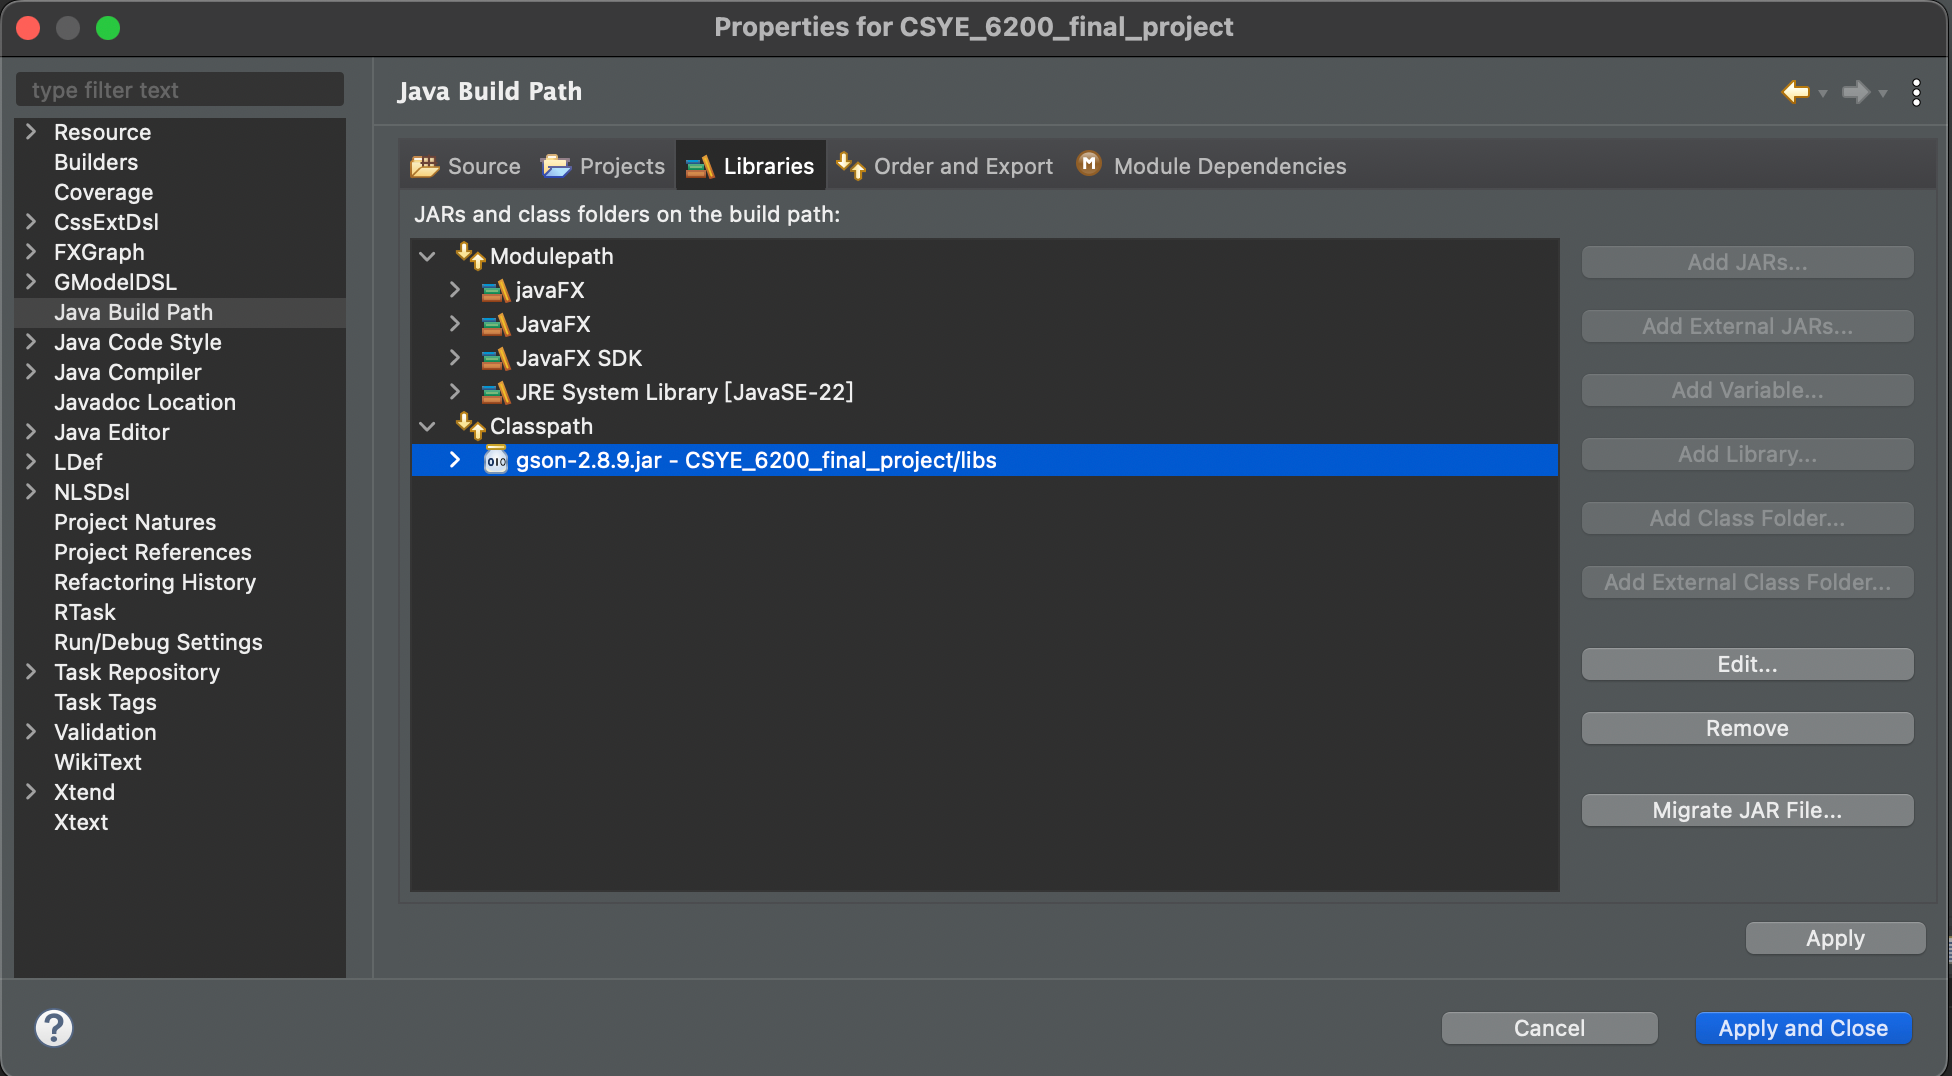 Properties for CSYE_6200_final_project
type filter text
Resource
Builders
Coverage
CssExtDsl
FXGraph
GModelDSL
Java Build Path
Java Code Style
Java Compiler
Javadoc Location
Java Editor
LDef
NLSDsl
Project Natures
Project References
Refactoring History
RTask
Run/Debug Settings
Task Repository
Task Tags
Validation
WikiText
Xtend
Xtext
Java Build Path
Source Projects Libraries Order and Export M Module Dependencies
JARs and class folders on the build path:
Modulepath
javaFX
JavaFX
JavaFX SDK
JRE System Library [JavaSE-22]
Classpath
010 gson-2.8.9.jar - CSYE_6200_final_project/libs
Add JARs...
Add External JARs...
Add Variable...
Add Library...
Add Class Folder...
Add External Class Folder...
Edit...
Remove
Migrate JAR File...
Apply
?
Cancel
Apply and Close